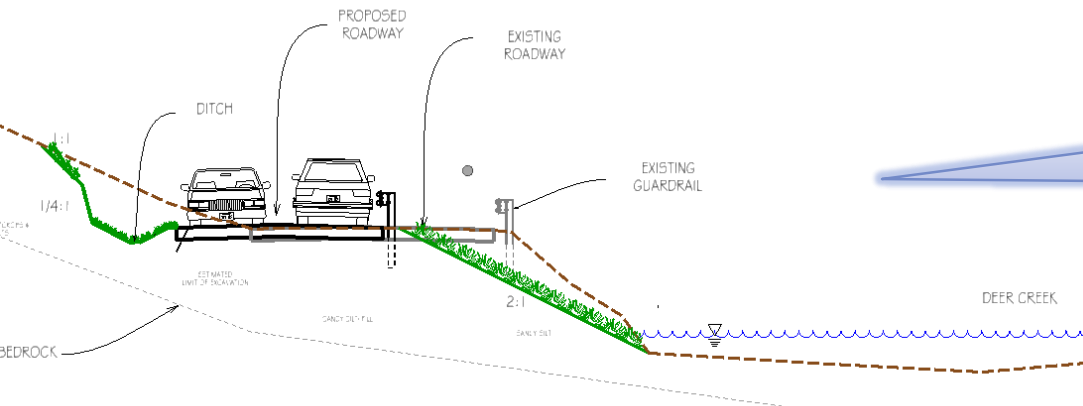 PROPOSED
ROADWAY
EXISTING
ROADWAY
DITCH
1:1
EXISTING
GUARDRAIL
1/4:1
ESTIMATED
LIMIT OF EXCAVATION
2:1
DEER CREEK
SANDY SILT-FILL
SANDY SILT
BEDROCK